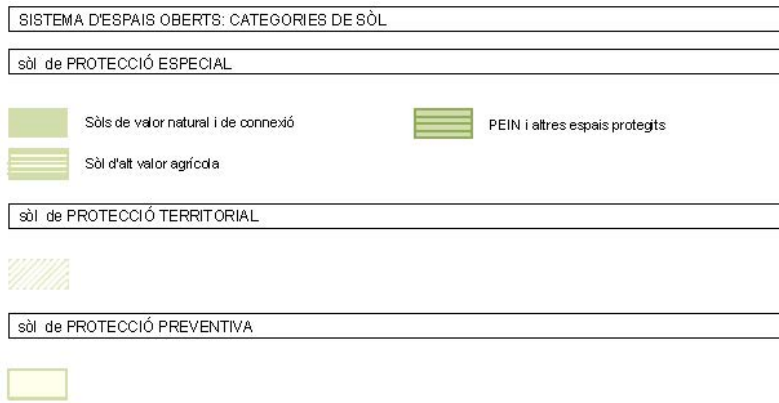 SISTEMA D'ESPAIS OBERTS: CATEGORIES DE SÒL
sòl de PROTECCIÓ ESPECIAL
Sòls de valor natural i de connexió
PEIN i altres espais protegits
Sòl d'alt valor agrícola
sòl de PROTECCIÓ TERRITORIAL
sòl de PROTECCIÓ PREVENTIVA